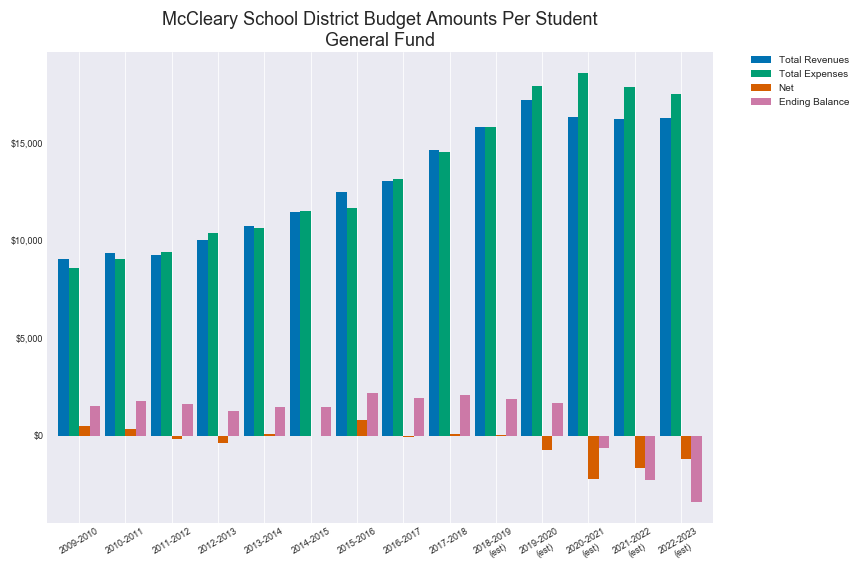 McCleary School District Budget Amounts Per Student
General Fund
Total Revenues
Total Expenses
Net
Ending Balance
$15,000
$10,000
$5,000
$0
2009-2010
2010-2011
2011-2012
2012-2013
2013-2014
2014-2015
2015-2016
2016-2017
2017-2018
2018-2019
(est)
2019-2020
(est)
2020-2021
(est)
2021-2022
(est)
2022-2023
(est)